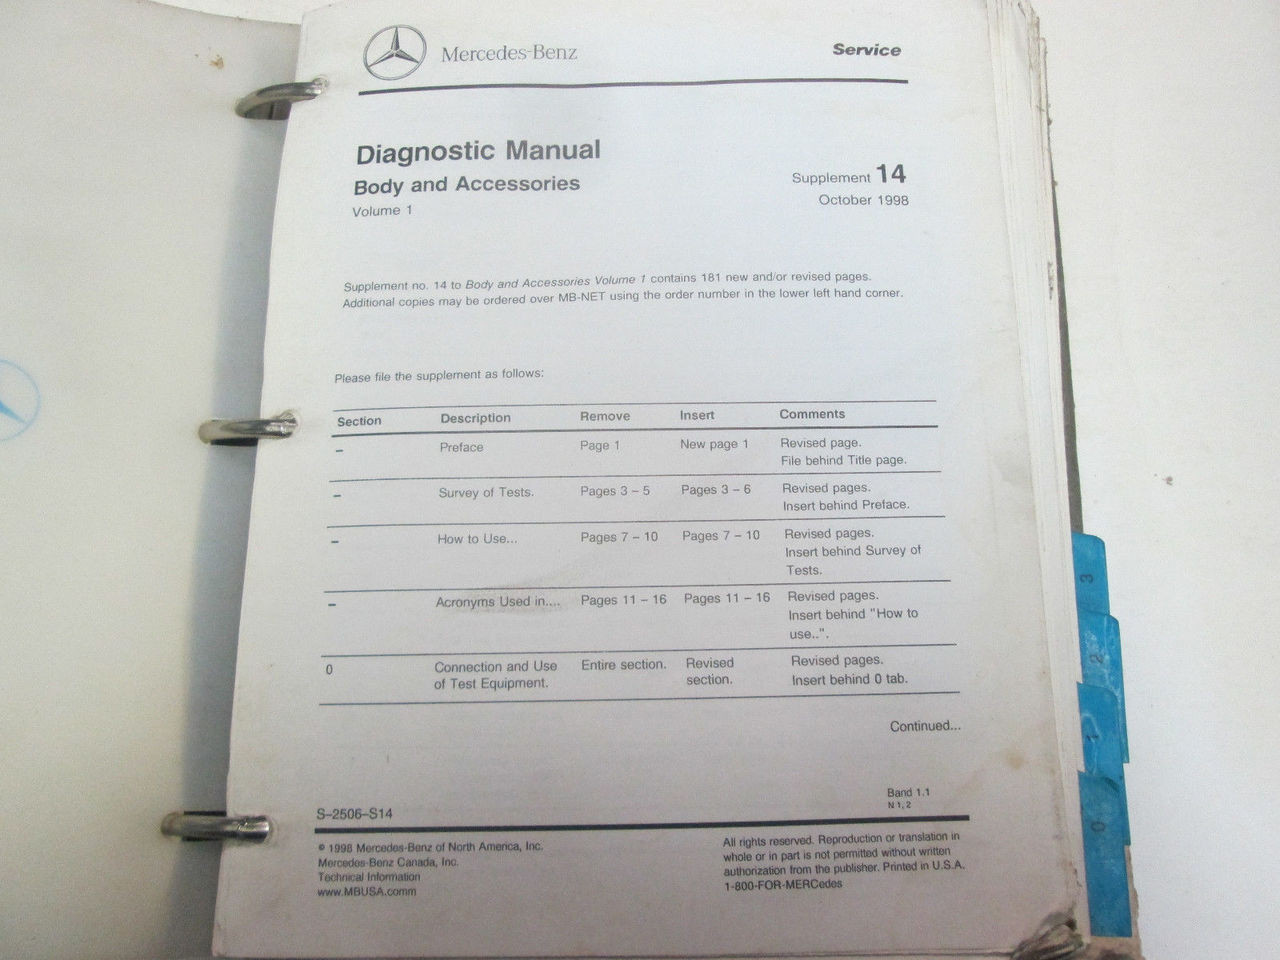 Mercedes-Benz
Service
Diagnostic Manual
Body and Accessories
Volume 1
Supplement 14
October 1998
Supplement no. 14 to Body and Accessories Volume 1 contains 181 new and/or revised pages.
Additional copies may be ordered over MB-NET using the order number in the lower left hand corner.
Please file the supplement as follows:
Section Description Remove Insert Comments
– Preface Page 1 New page 1 Revised page.
File behind Title page.
– Survey of Tests. Pages 3 – 5 Pages 3 – 6 Revised pages.
Insert behind Preface.
– How to Use... Pages 7 – 10 Pages 7 – 10 Revised pages.
Insert behind Survey of
Tests.
– Acronyms Used in.... Pages 11 – 16 Pages 11 – 16 Revised pages.
Insert behind "How to
use..".
0 Connection and Use Entire section. Revised Revised pages.
of Test Equipment. section. Insert behind 0 tab.
Continued...
Band 1.1
N 1, 2
S–2506–S14
© 1998 Mercedes-Benz of North America, Inc.
Mercedes-Benz Canada, Inc.
Technical Information
www.MBUSA.comm
All rights reserved. Reproduction or translation in
whole or in part is not permitted without written
authorization from the publisher. Printed in U.S.A.
1-800-FOR-MERCedes
3
2
1
0